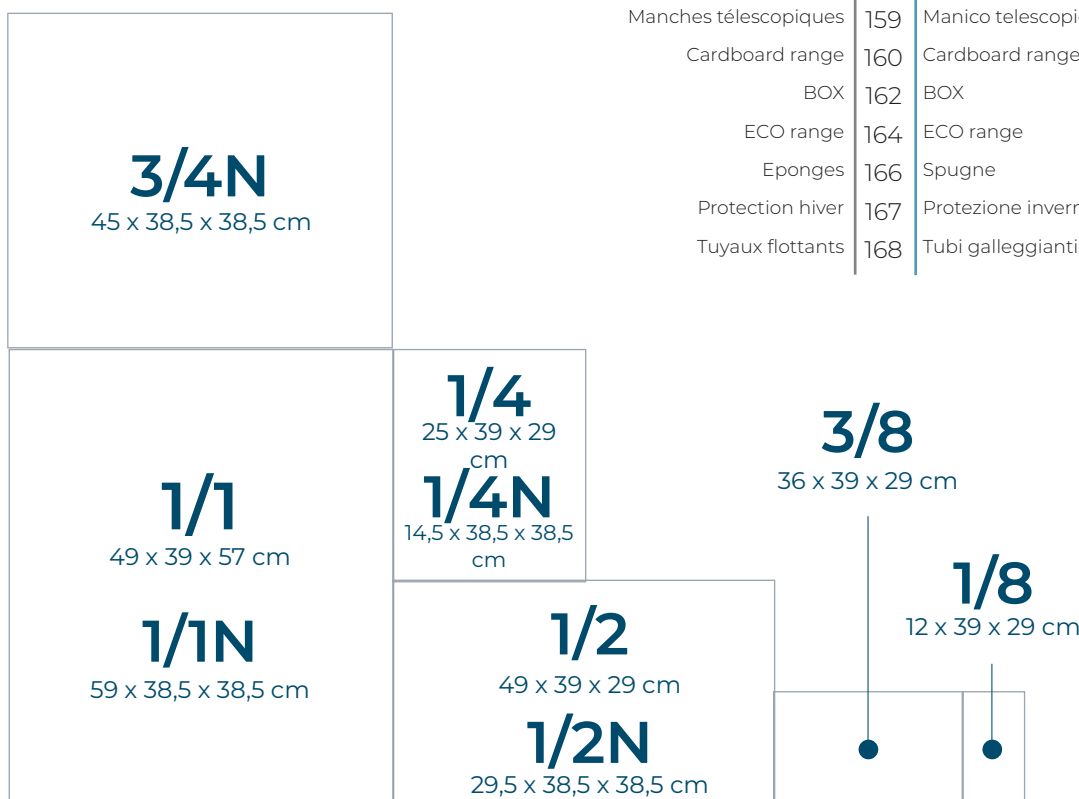 Manches télescopiques 159
Cardboard range 160 Cardboard range
BOX 162 BOX
ECO range 164 ECO range
Eponges 166 Spugne
Protection hiver 167 Protezione
Tuyaux flottants 168 Tubi galleggianti
Manico
3/4N
45 x 38,5 x 38,5 cm
1/1
49 x 39 x 57 cm
1/1N
59 x 38,5 x 38,5 cm
1/4
25 x 39 x 29
cm
1/4N
14,5 x 38,5 x 38,5
cm
1/2
49 x 39 x 29 cm
1/2N
29,5 x 38,5 x 38,5 cm
3/8
36 x 39 x 29 cm
1/8
12 x 39 x 29 cm